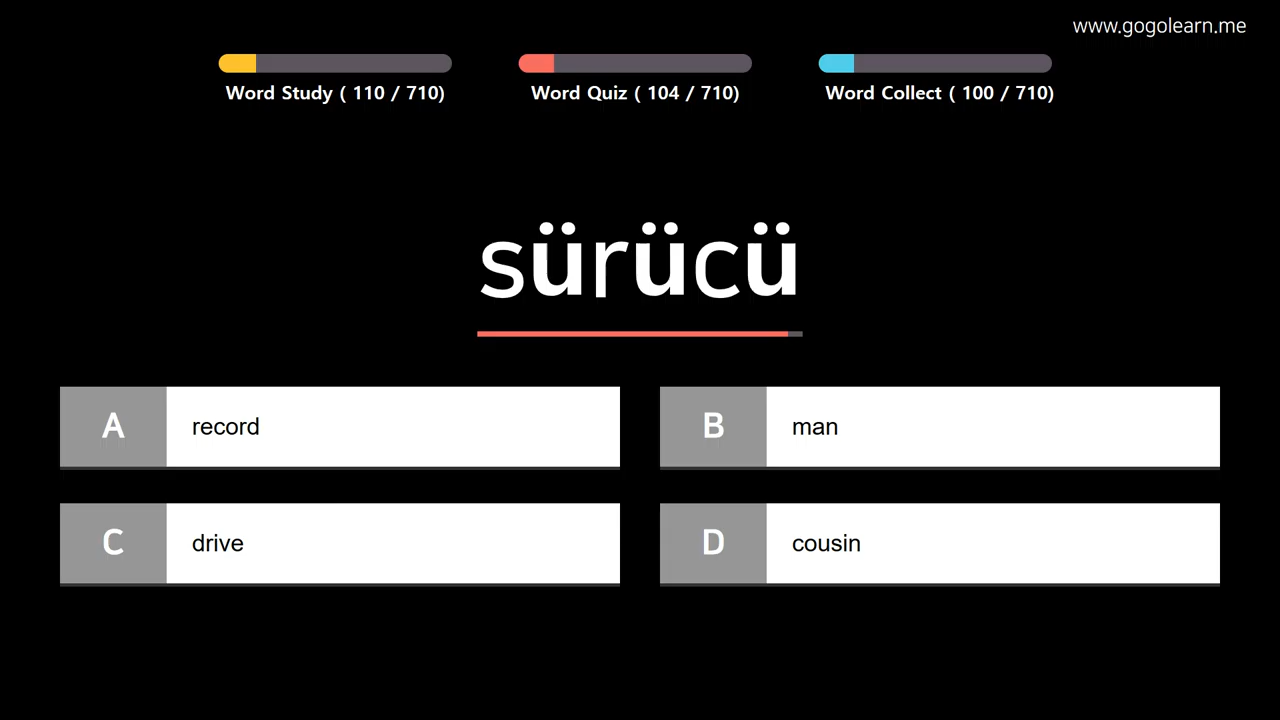 www.gogolearn.me
Word Study ( 110 / 710)
Word Quiz ( 104 / 710)
Word Collect ( 100 / 710)
sürücü
A record
B man
C drive
D cousin